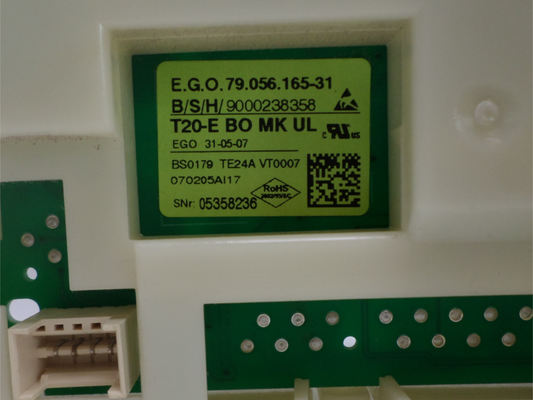 E.G.O. 79.056.165-31
B/S/H/ 9000238358
T20-E BO MK UL
EGO 31-05-07
BS0179 TE24A VT0007
070205AI17
RoHS
SNr: 05358236